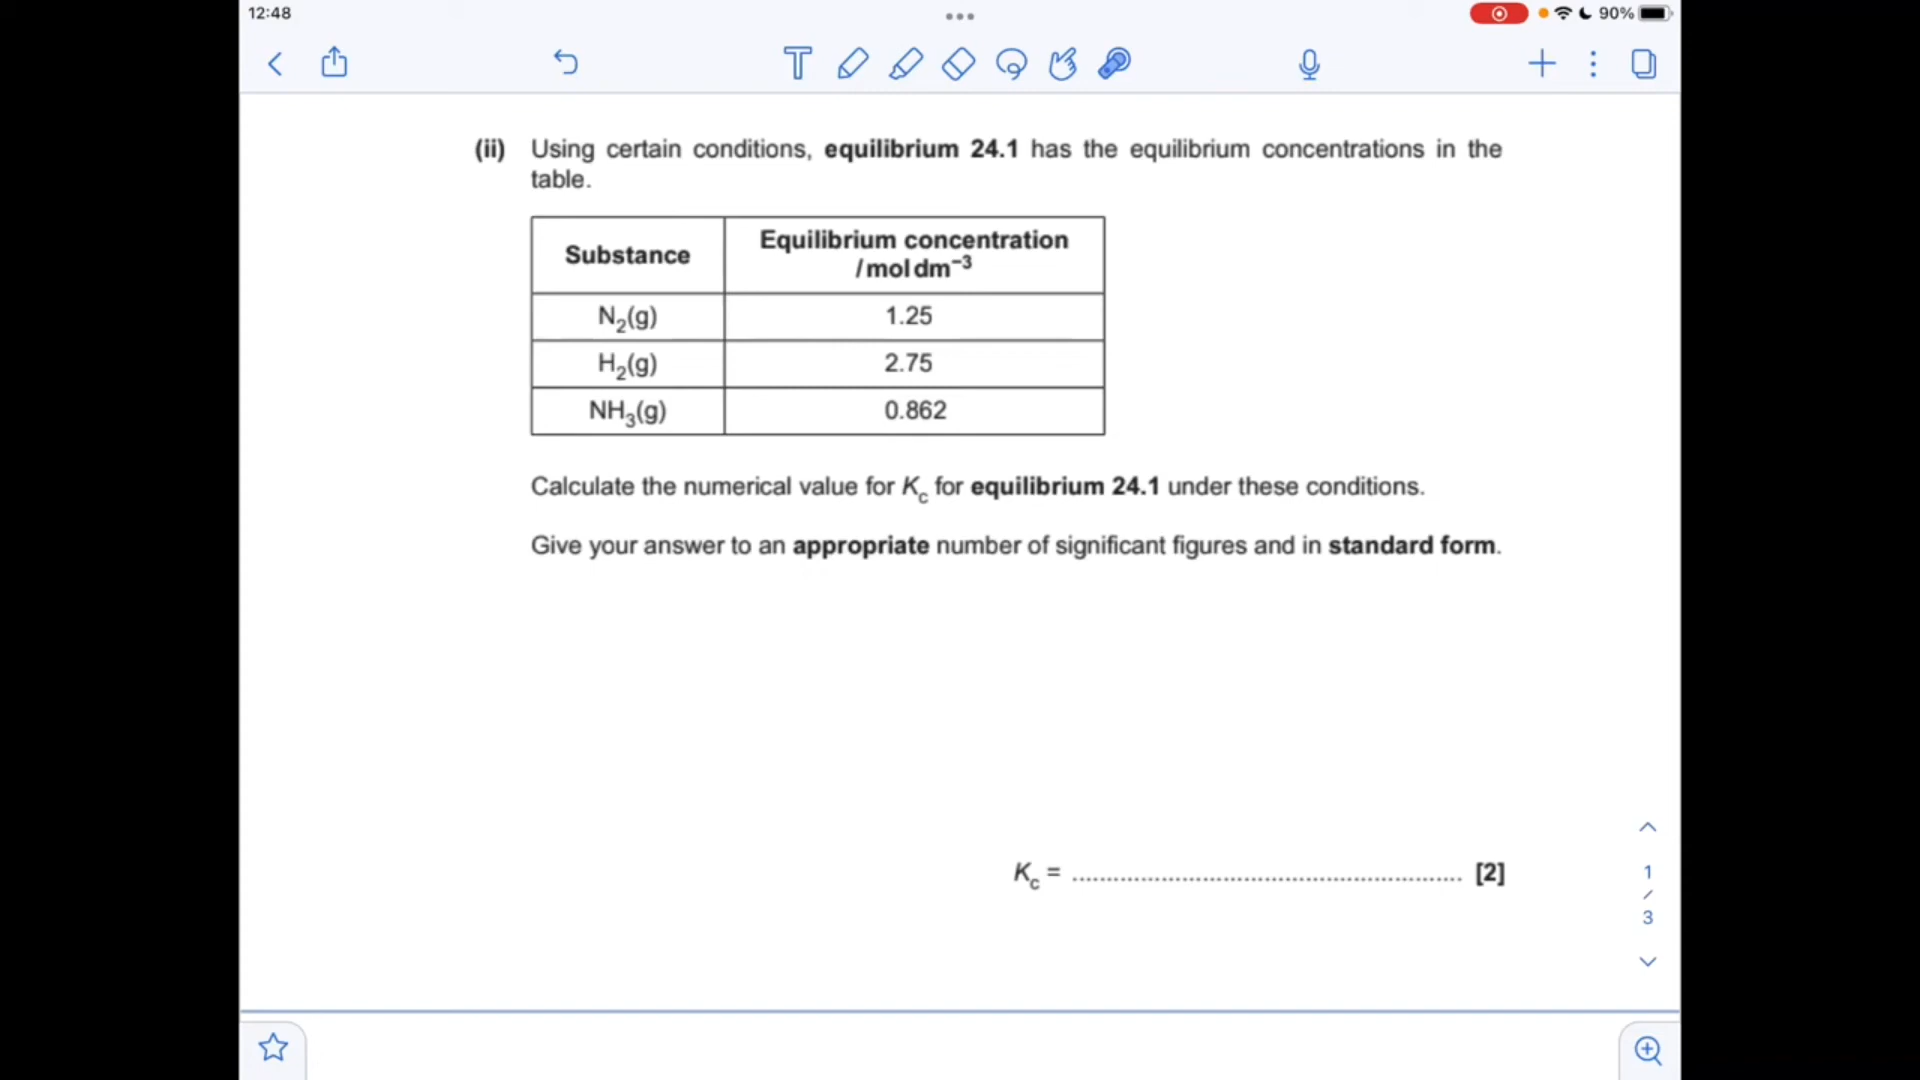 12:48
90%
(ii) Using certain conditions, equilibrium 24.1 has the equilibrium concentrations in the
table.
Substance
Equilibrium concentration
/mol dm⁻³
N₂(g) 1.25
H₂(g) 2.75
NH₃(g) 0.862
Calculate the numerical value for K꜀ for equilibrium 24.1 under these conditions.
Give your answer to an appropriate number of significant figures and in standard form.
K꜀ = ........................................................ [2]
1
/
3